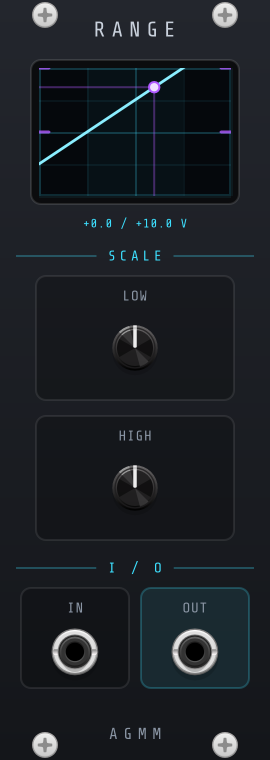 RANGE
+0.0 / +10.0 V
SCALE
LOW
HIGH
I / O
IN OUT
AGMM